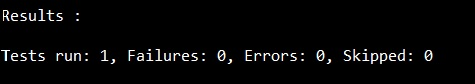 Results :
Tests run: 1, Failures: 0, Errors: 0, Skipped: 0